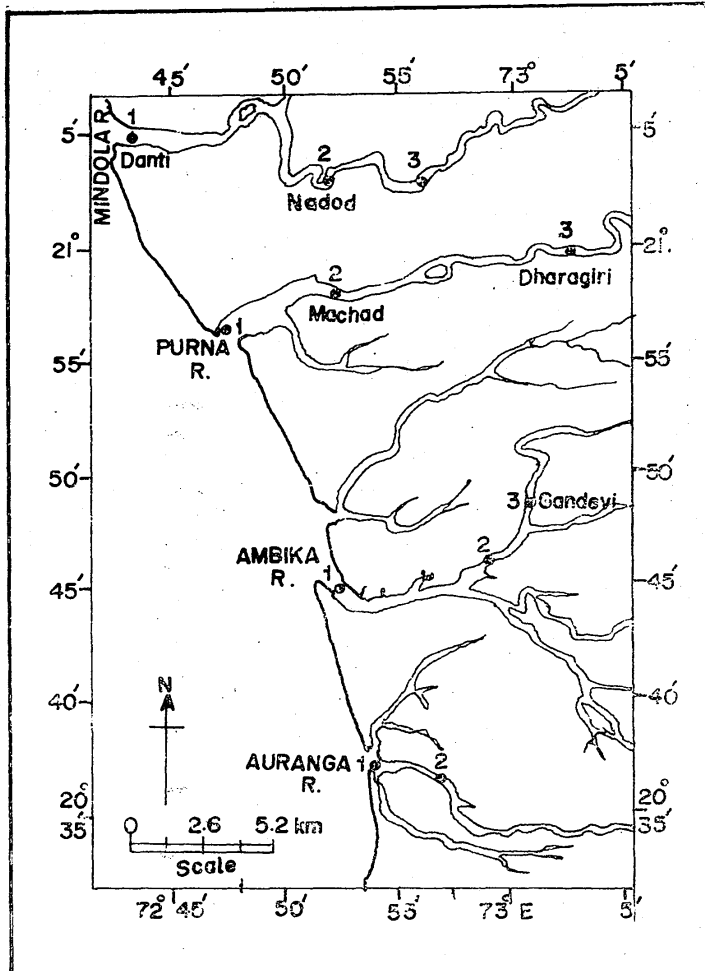 45′ 50′ 55′ 73° 5′
5′ 5′
MINDOLA R.
1
Danti
2 3
Nadod
21° 21°.
3
Dharagiri
2
Machad
1
PURNA
R.
55′ 55′
50′ 50′
3 Gandevi
2
AMBIKA
R.
1
45′ 45′
N
40′ 40′
AURANGA
R.
1 2
20° 35′ 20° 35′
0 2.6 5.2 km
Scale
72° 45′ 50′ 55′ 73° E 5′